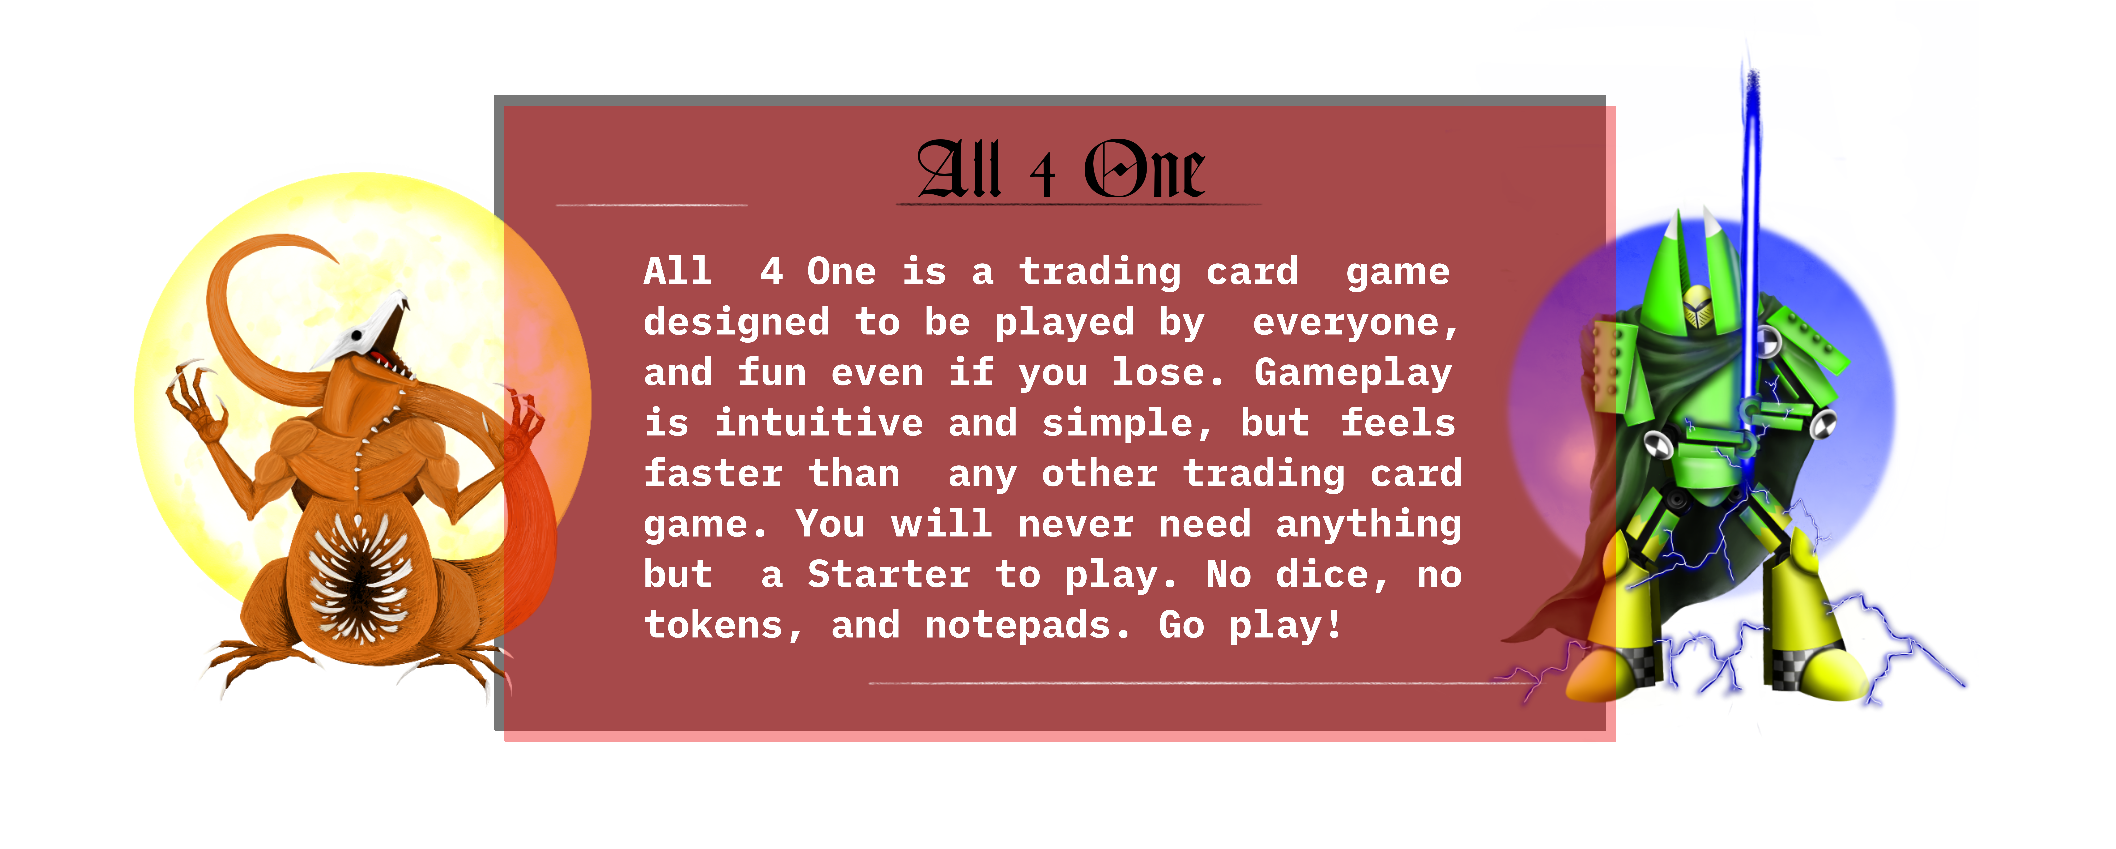 All 4 One
All 4 One is a trading card game
designed to be played by everyone,
and fun even if you lose. Gameplay
is intuitive and simple, but feels
faster than any other trading card
game. You will never need anything
but a Starter to play. No dice, no
tokens, and notepads. Go play!